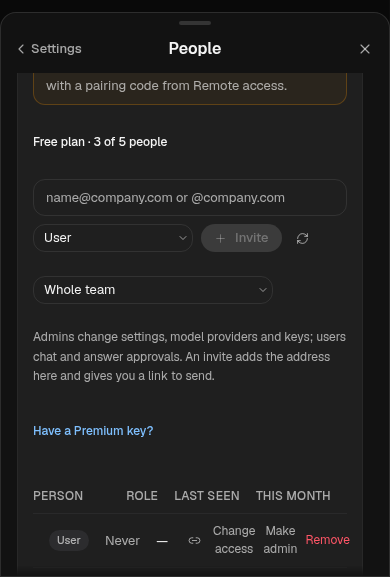 Settings
People
with a pairing code from Remote access.
Free plan · 3 of 5 people
name@company.com or @company.com
User
+ Invite
Whole team
Admins change settings, model providers and keys; users
chat and answer approvals. An invite adds the address
here and gives you a link to send.
Have a Premium key?
PERSON ROLE LAST SEEN THIS MONTH
User Never — Change access Make admin Remove